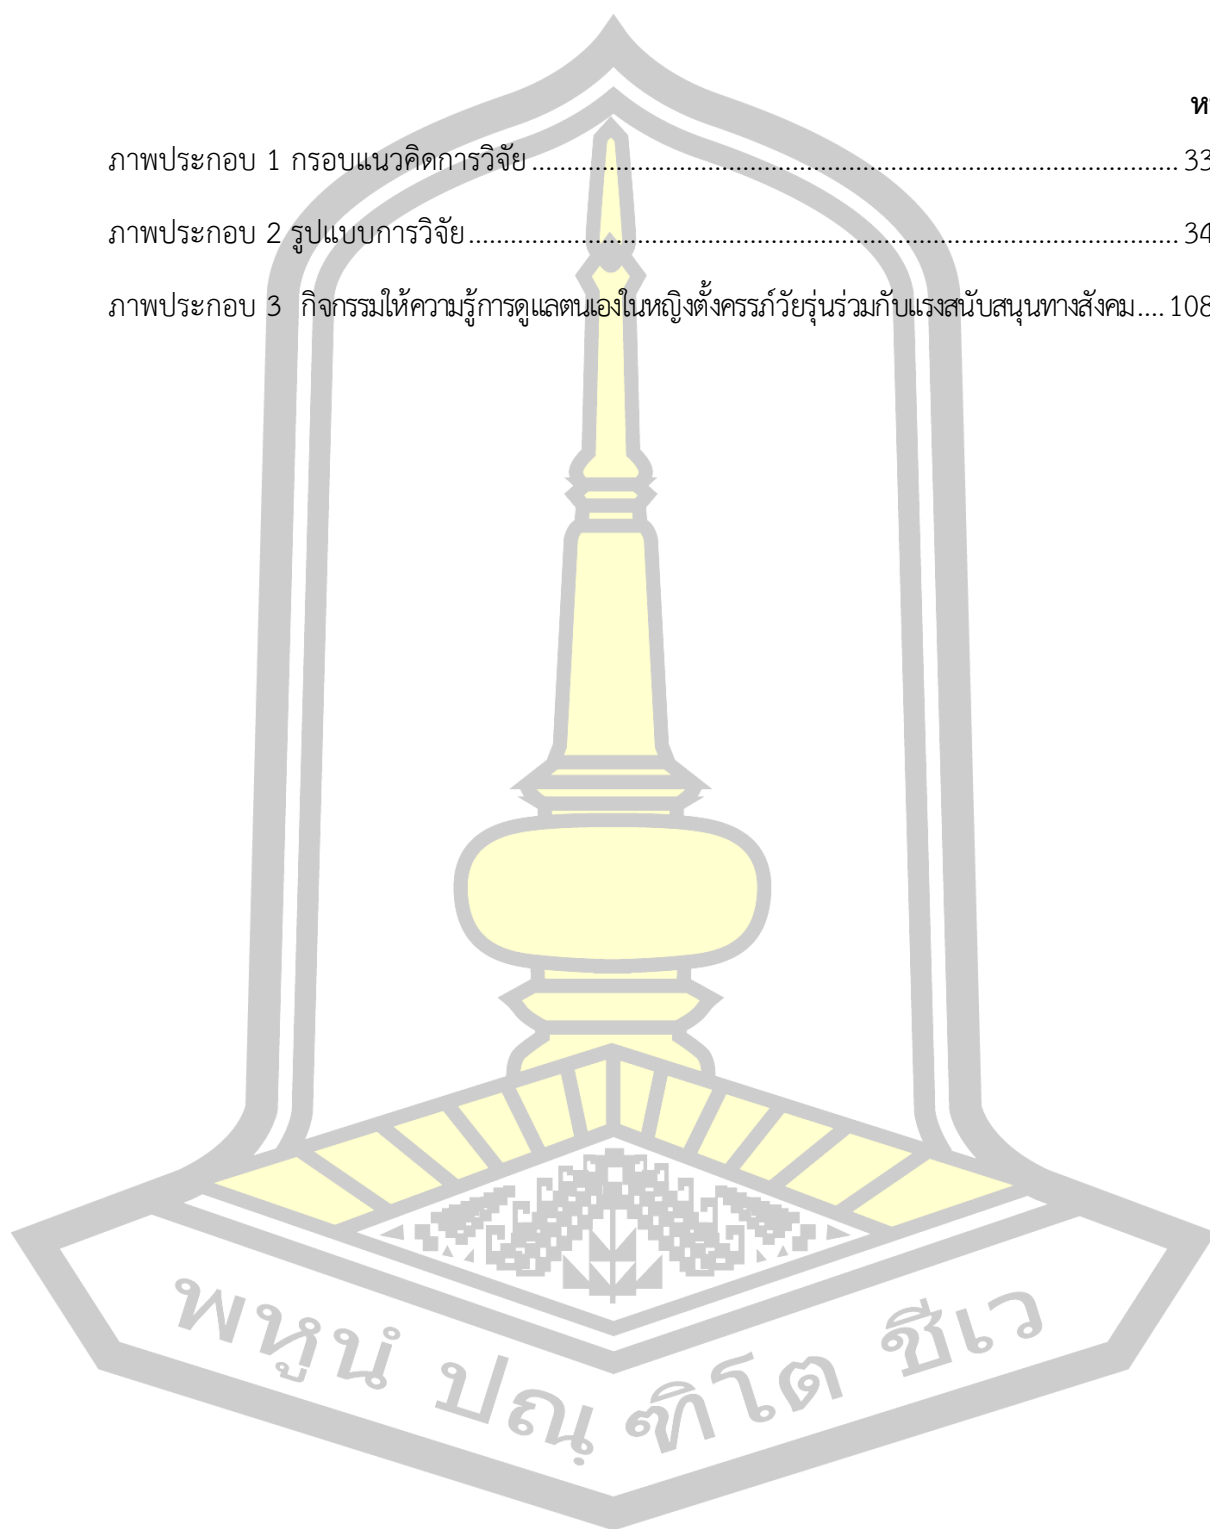 ภาพประกอบ 1 กรอบแนวคิดการวิจัย ............................................................................................ 33
ภาพประกอบ 2 รูปแบบการวิจัย ..................................................................................................... 34
ภาพประกอบ 3 กิจกรรมให้ความรู้การดูแลตนเองในหญิงตั้งครรภ์วัยรุ่นร่วมกับแรงสนับสนุนทางสังคม .... 108
พหูนํ ปณฺฑิโต ชีเว